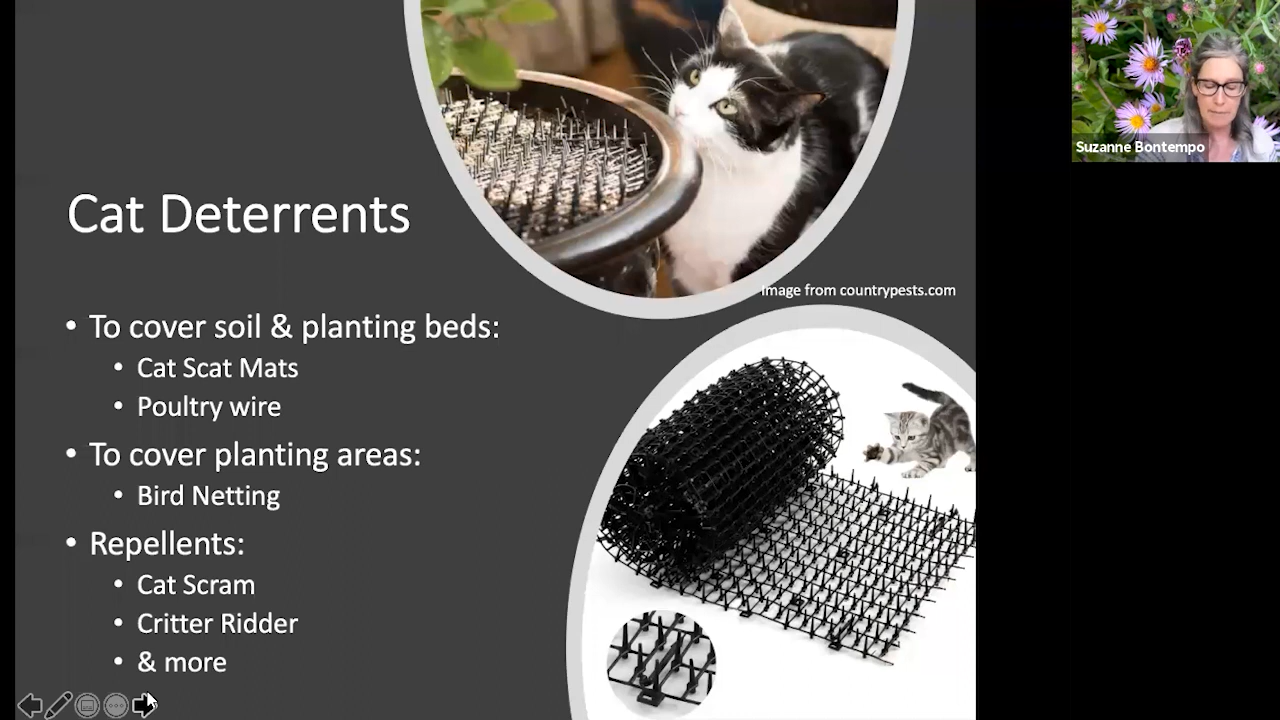 Cat Deterrents
Image from countrypests.com
• To cover soil & planting beds:
• Cat Scat Mats
• Poultry wire
• To cover planting areas:
• Bird Netting
• Repellents:
• Cat Scram
• Critter Ridder
• & more
Suzanne Bontempo